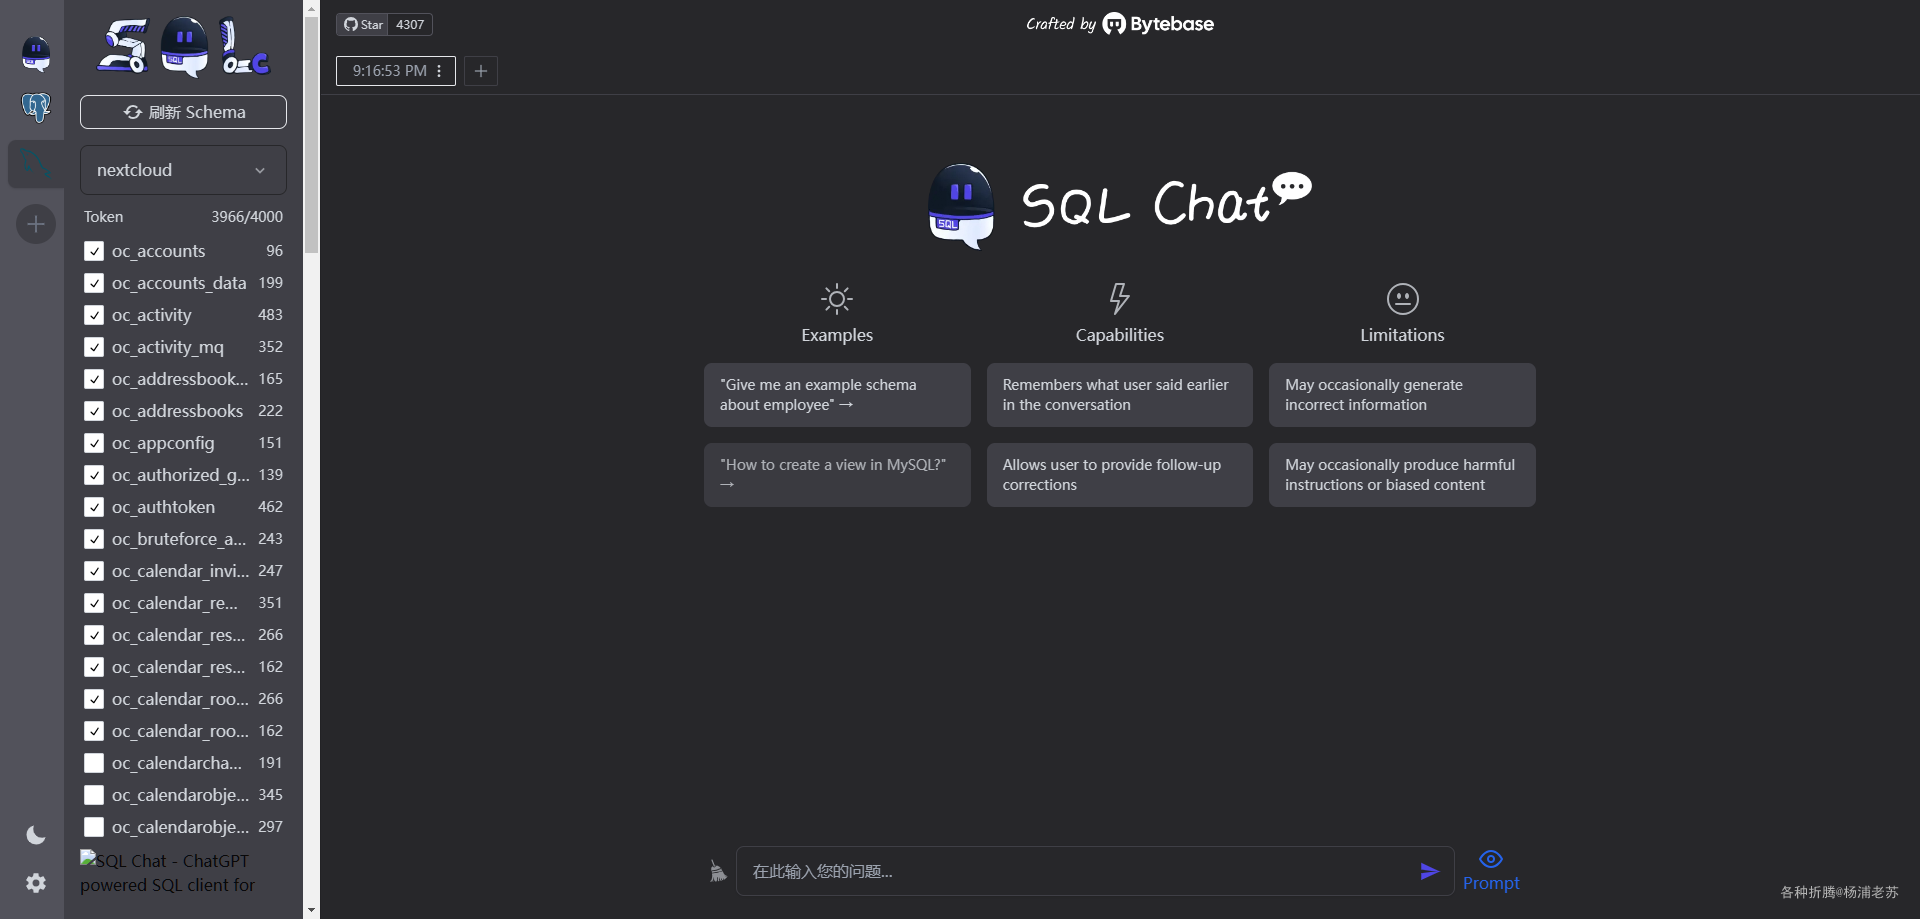 SQL
刷新 Schema
nextcloud
Token 3966/4000
oc_accounts 96
oc_accounts_data 199
oc_activity 483
oc_activity_mq 352
oc_addressbook... 165
oc_addressbooks 222
oc_appconfig 151
oc_authorized_g... 139
oc_authtoken 462
oc_bruteforce_a... 243
oc_calendar_invi... 247
oc_calendar_re... 351
oc_calendar_res... 266
oc_calendar_res... 162
oc_calendar_roo... 266
oc_calendar_roo... 162
oc_calendarcha... 191
oc_calendarobje... 345
oc_calendarobje... 297
SQL Chat - ChatGPT
powered SQL client for
Star 4307
Crafted by Bytebase
9:16:53 PM
SQL
SQL Chat
Examples
"Give me an example schema
about employee" →
"How to create a view in MySQL?"
→
Capabilities
Remembers what user said earlier
in the conversation
Allows user to provide follow-up
corrections
Limitations
May occasionally generate
incorrect information
May occasionally produce harmful
instructions or biased content
在此输入您的问题...
Prompt
各种折腾@杨浦老苏